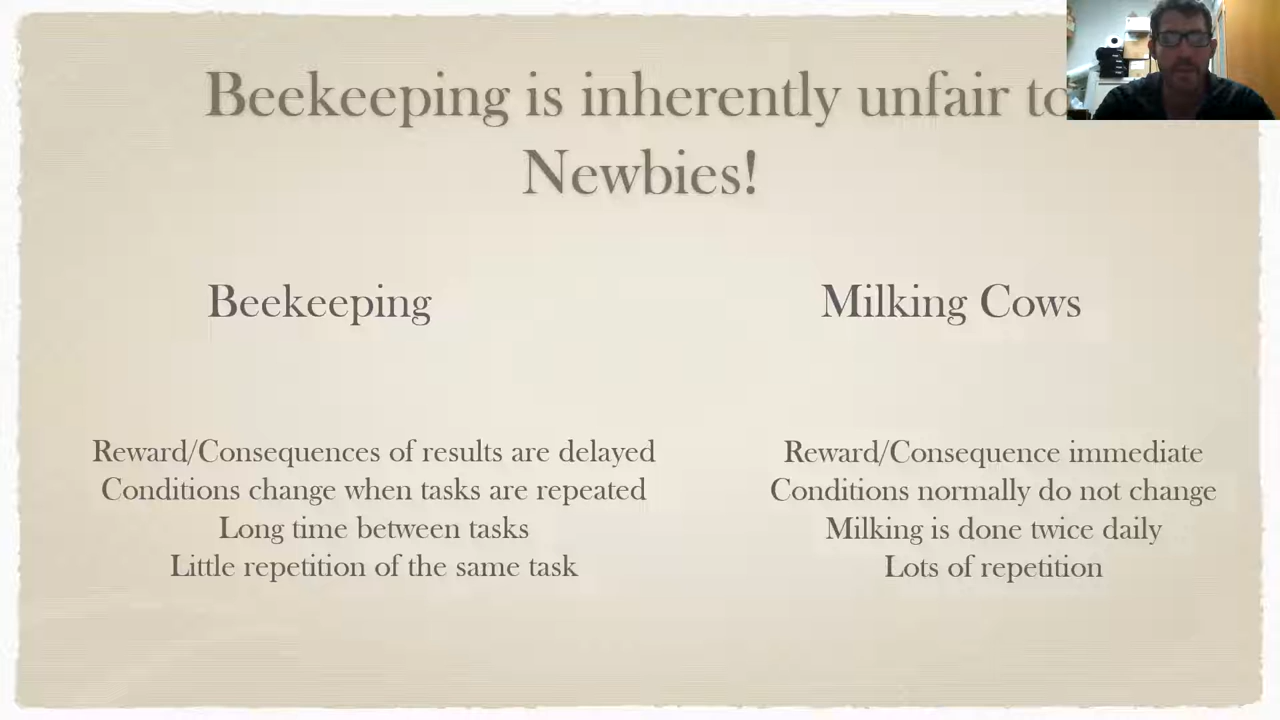 Beekeeping is inherently unfair to
Newbies!
Beekeeping
Milking Cows
Reward/Consequences of results are delayed
Conditions change when tasks are repeated
Long time between tasks
Little repetition of the same task
Reward/Consequence immediate
Conditions normally do not change
Milking is done twice daily
Lots of repetition